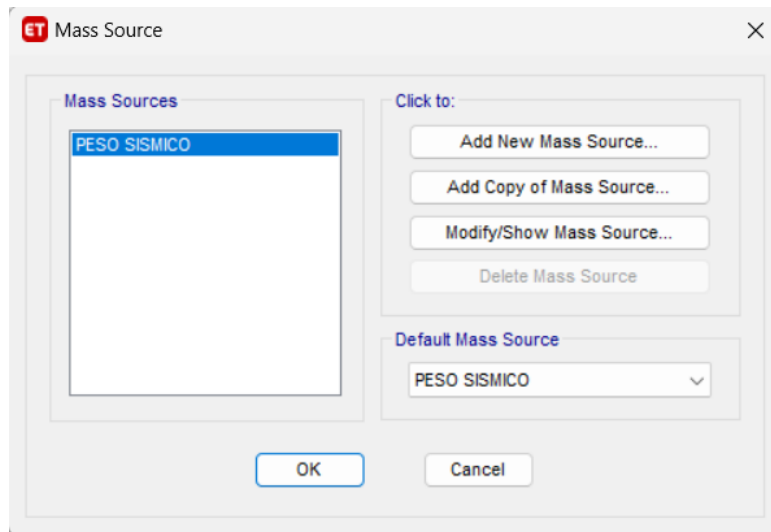 ET Mass Source
Mass Sources
PESO SISMICO
Click to:
Add New Mass Source...
Add Copy of Mass Source...
Modify/Show Mass Source...
Delete Mass Source
Default Mass Source
PESO SISMICO
OK
Cancel